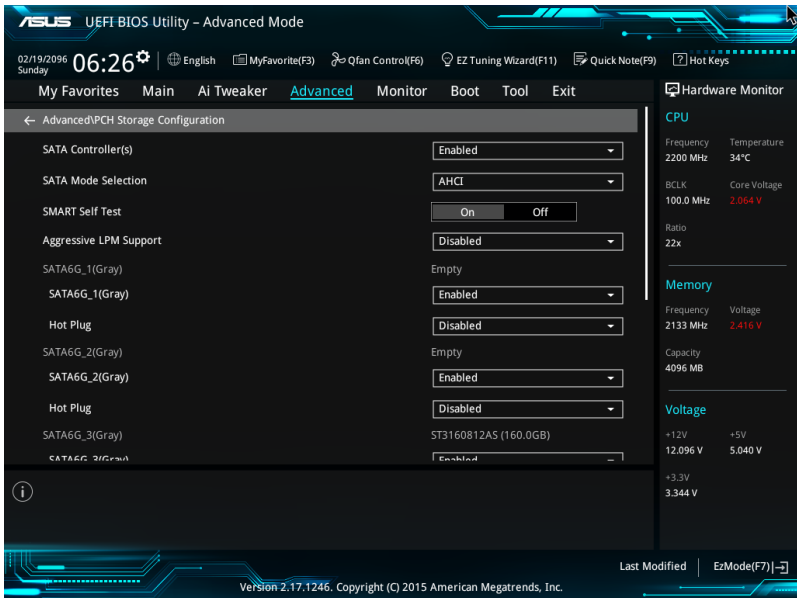 ASUS UEFI BIOS Utility – Advanced Mode
02/19/2096 Sunday 06:26 English MyFavorite(F3) Qfan Control(F6) EZ Tuning Wizard(F11) Quick Note(F9) ? Hot Keys
My Favorites Main Ai Tweaker Advanced Monitor Boot Tool Exit
Hardware Monitor
← Advanced\PCH Storage Configuration
SATA Controller(s) Enabled
SATA Mode Selection AHCI
SMART Self Test On Off
Aggressive LPM Support Disabled
SATA6G_1(Gray) Empty
SATA6G_1(Gray) Enabled
Hot Plug Disabled
SATA6G_2(Gray) Empty
SATA6G_2(Gray) Enabled
Hot Plug Disabled
SATA6G_3(Gray) ST3160812AS (160.0GB)
SATA6G_3(Gray) Enabled
CPU
Frequency Temperature
2200 MHz 34°C
BCLK Core Voltage
100.0 MHz 2.064 V
Ratio
22x
Memory
Frequency Voltage
2133 MHz 2.416 V
Capacity
4096 MB
Voltage
+12V +5V
12.096 V 5.040 V
+3.3V
3.344 V
Last Modified EzMode(F7)
Version 2.17.1246. Copyright (C) 2015 American Megatrends, Inc.